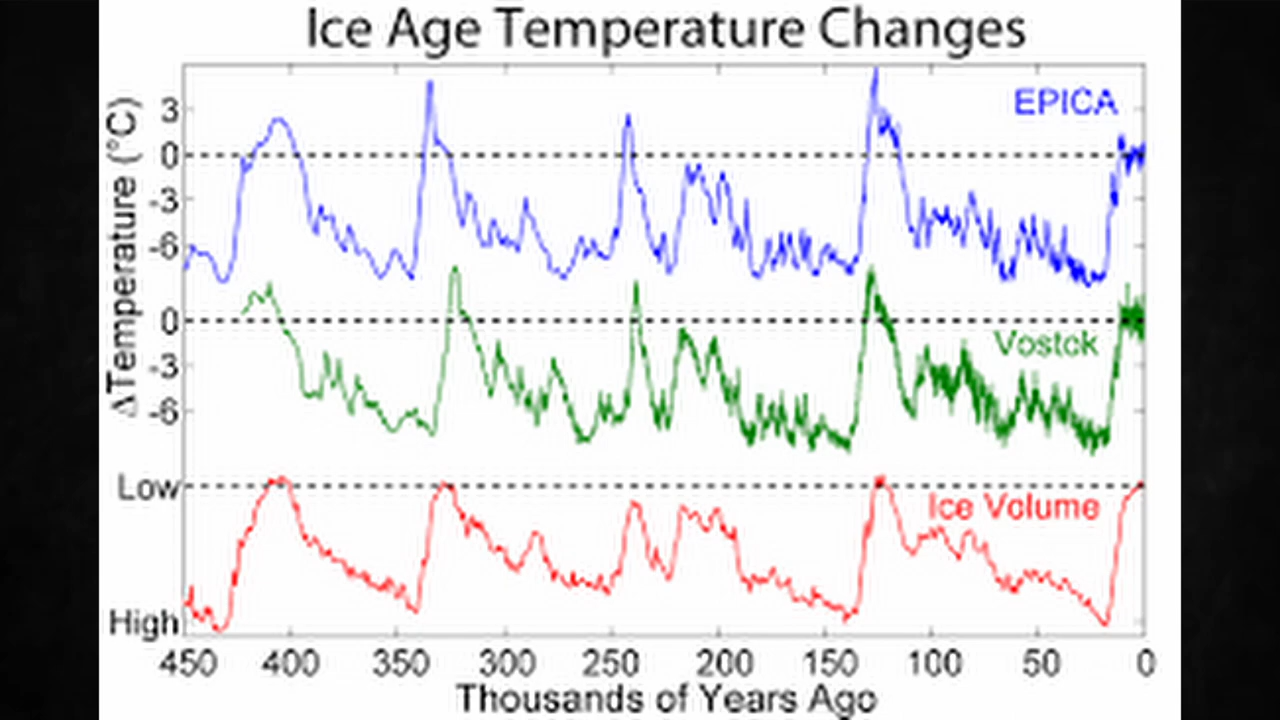 Ice Age Temperature Changes
EPICA
3
0
-3
-6
ΔTemperature (°C)
0
Vostok
-3
-6
Low
Ice Volume
High
450 400 350 300 250 200 150 100 50 0
Thousands of Years Ago